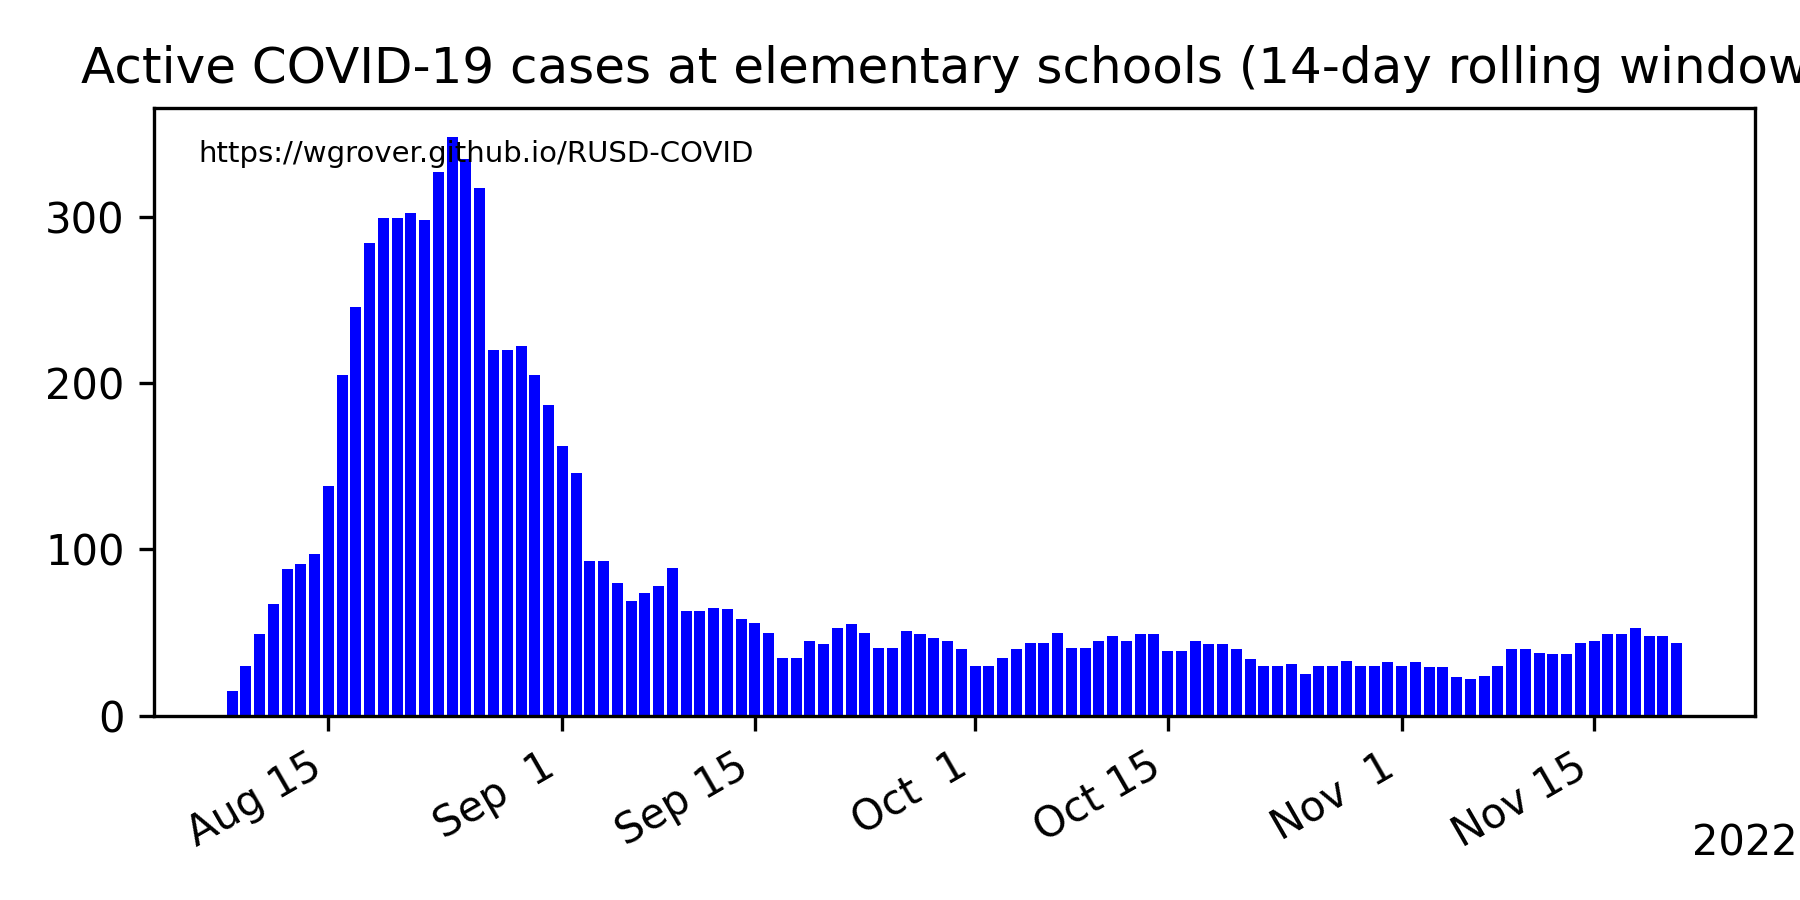 Active COVID-19 cases at elementary schools (14-day rolling window
https://wgrover.github.io/RUSD-COVID
300
200
100
0
Aug 15
Sep  1
Sep 15
Oct  1
Oct 15
Nov  1
Nov 15
2022